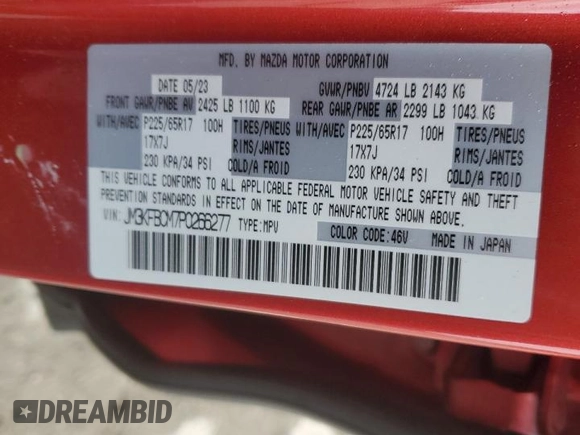 MFD. BY MAZDA MOTOR CORPORATION
DATE 05/23 GVWR/PNBV 4724 LB 2143 KG
FRONT GAWR/PNBE AV 2425 LB 1100 KG REAR GAWR/PNBE AR 2299 LB 1043 KG
WITH/AVEC P225/65R17 100H TIRES/PNEUS WITH/AVEC P225/65R17 100H TIRES/PNEUS
17X7J RIMS/JANTES 17X7J RIMS/JANTES
230 KPA/34 PSI COLD/A FROID 230 KPA/34 PSI COLD/A FROID
THIS VEHICLE CONFORMS TO ALL APPLICABLE FEDERAL MOTOR VEHICLE SAFETY AND THEFT
PREVENTION STANDARDS IN EFFECT ON THE DATE OF MANUFACTURE SHOWN ABOVE.
JM3KFBCM7P0266277 TYPE:MPV COLOR CODE:46V MADE IN JAPAN
DREAMBID